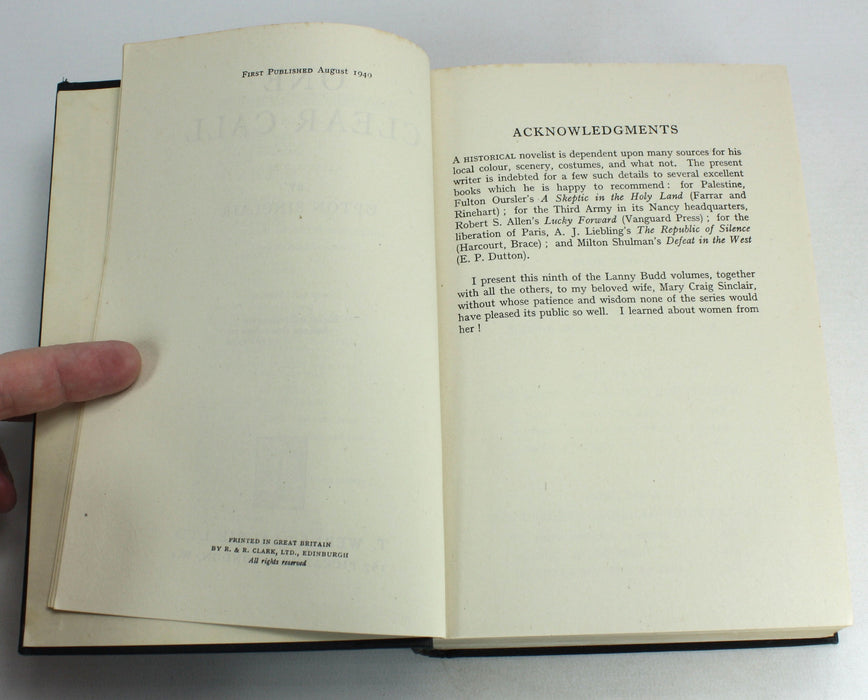 FIRST PUBLISHED August 1949
PRINTED IN GREAT BRITAIN
BY R. & R. CLARK, LTD., EDINBURGH
All rights reserved
ACKNOWLEDGMENTS
A HISTORICAL novelist is dependent upon many sources for his
local colour, scenery, costumes, and what not. The present
writer is indebted for a few such details to several excellent
books which he is happy to recommend : for Palestine,
Fulton Oursler's A Skeptic in the Holy Land (Farrar and
Rinehart) ; for the Third Army in its Nancy headquarters,
Robert S. Allen's Lucky Forward (Vanguard Press) ; for the
liberation of Paris, A. J. Liebling's The Republic of Silence
(Harcourt, Brace) ; and Milton Shulman's Defeat in the West
(E. P. Dutton).
I present this ninth of the Lanny Budd volumes, together
with all the others, to my beloved wife, Mary Craig Sinclair,
without whose patience and wisdom none of the series would
have pleased its public so well. I learned about women from
her !